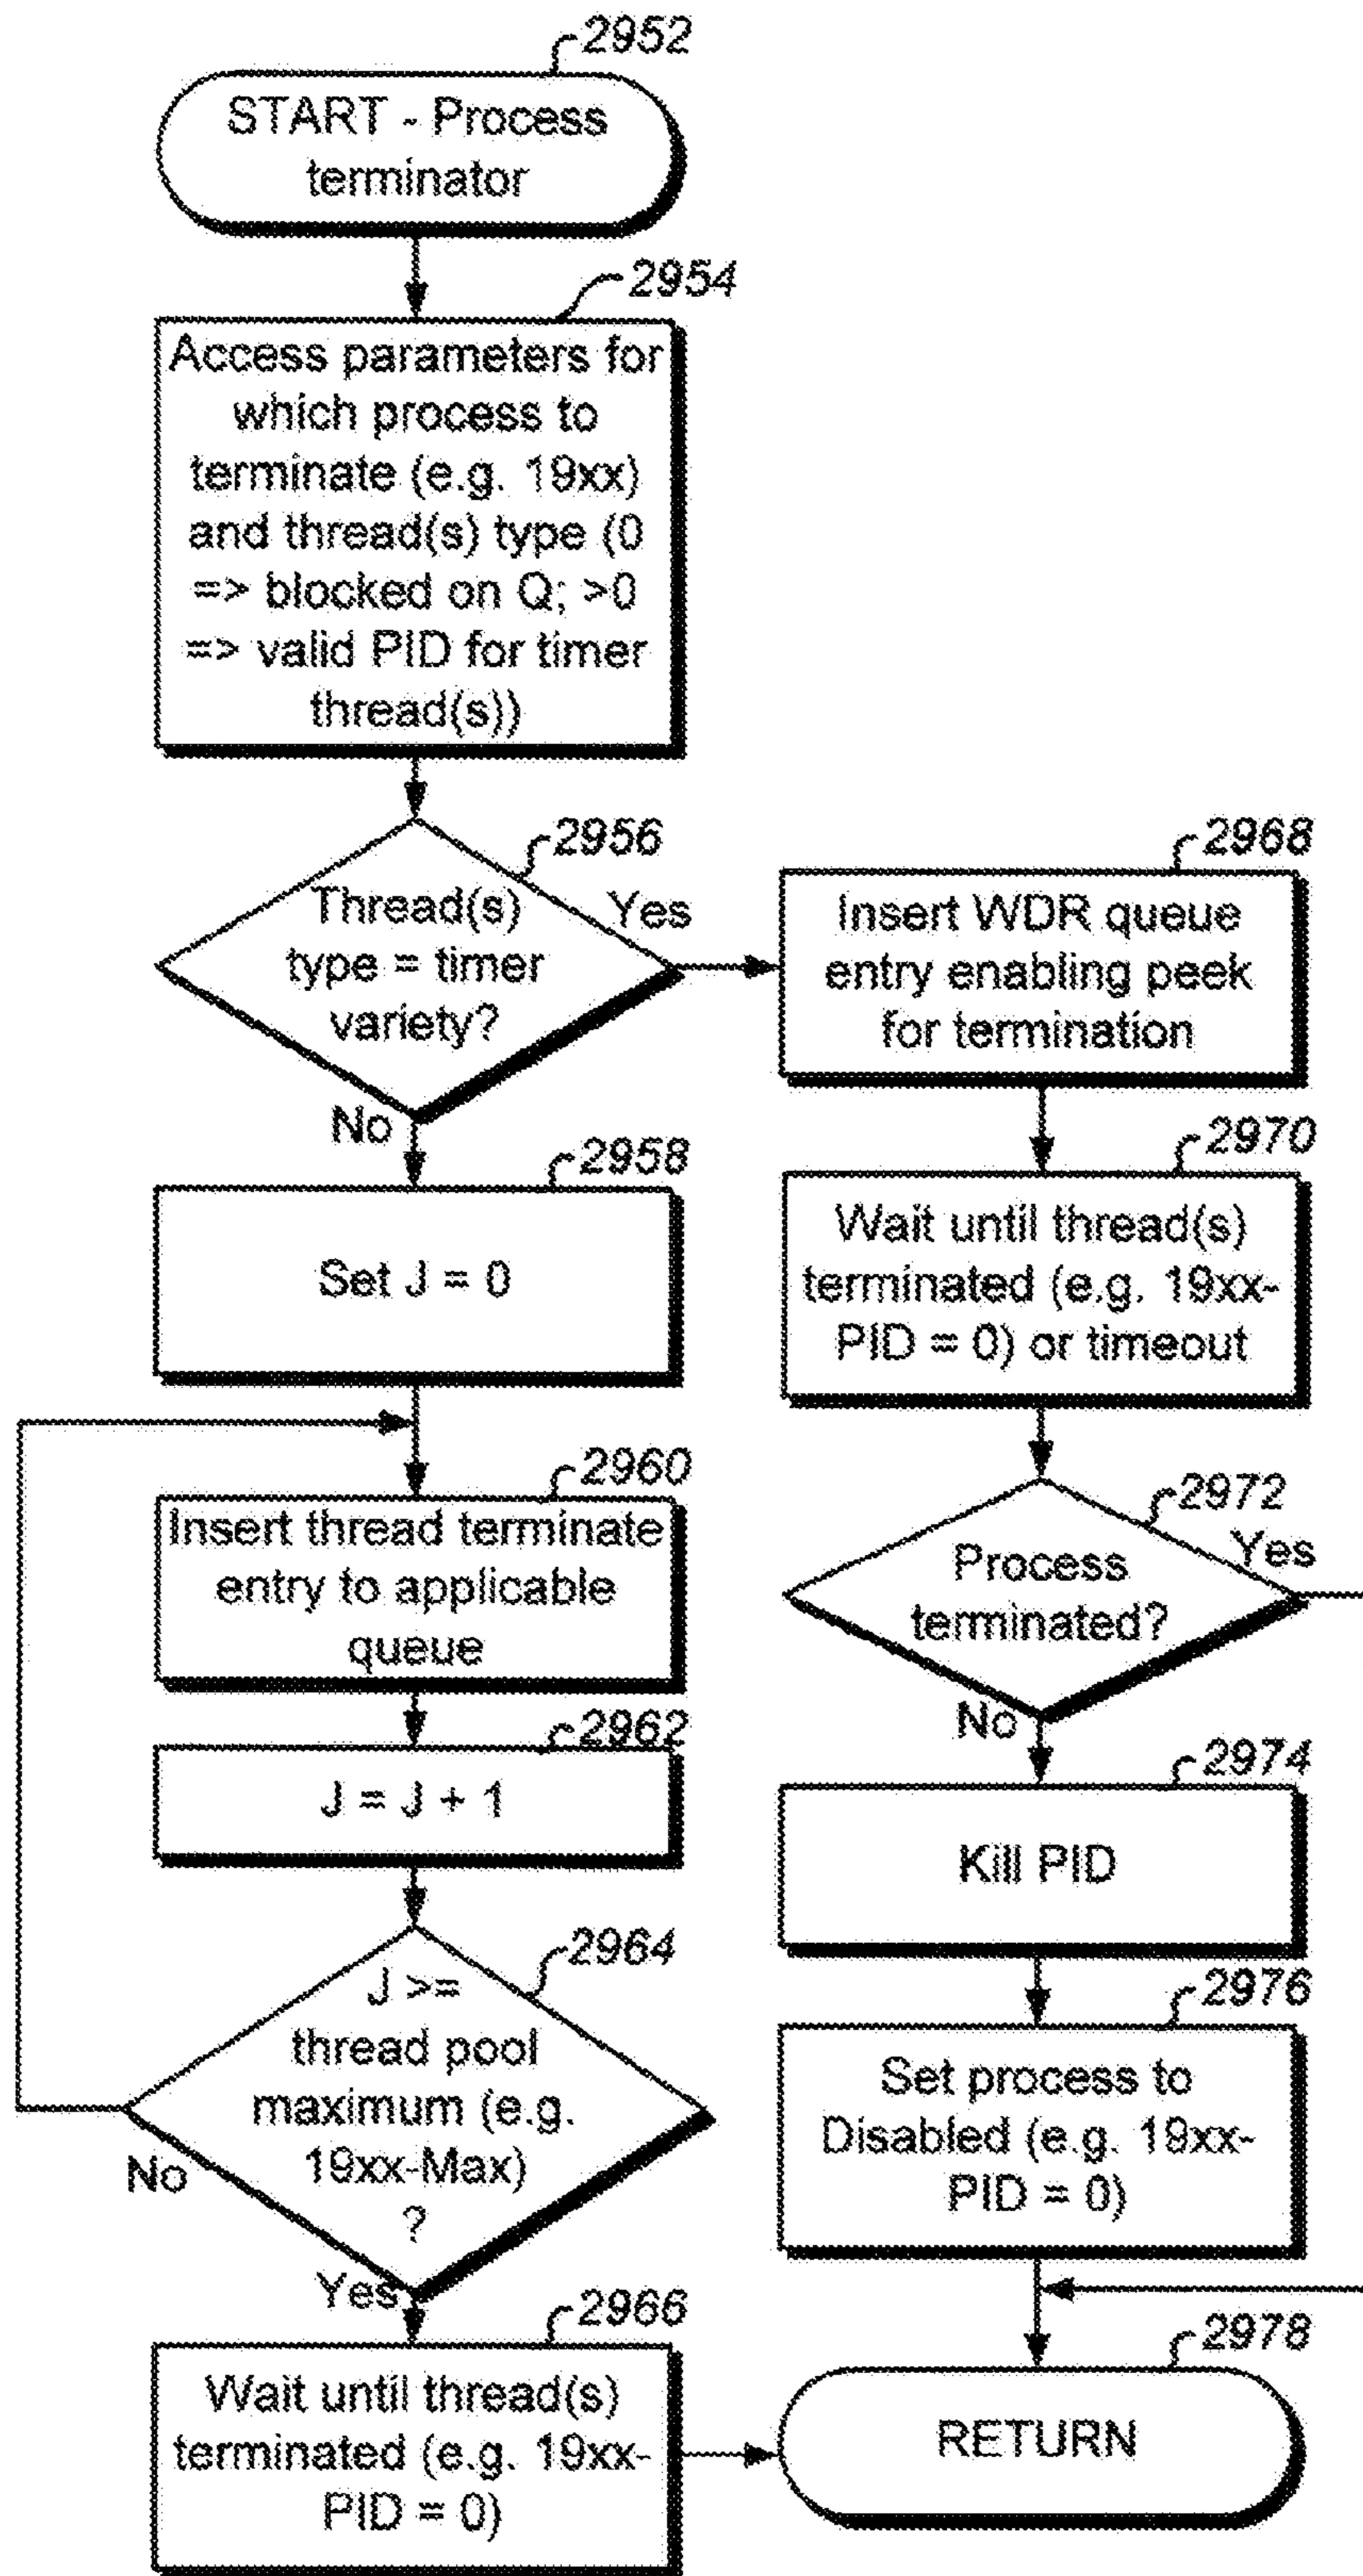 2952
START - Process
terminator
2954
Access parameters for
which process to
terminate (e.g. 19xx)
and thread(s) type (0
=> blocked on Q; >0
=> valid PID for timer
thread(s))
2956
Thread(s)
type = timer
variety?
Yes
No
2958
Set J = 0
2960
Insert thread terminate
entry to applicable
queue
2962
J = J + 1
2964
J >=
thread pool
maximum (e.g.
19xx-Max)
?
No
Yes
2966
Wait until thread(s)
terminated (e.g. 19xx-
PID = 0)
2968
Insert WDR queue
entry enabling peek
for termination
2970
Wait until thread(s)
terminated (e.g. 19xx-
PID = 0) or timeout
2972
Process
terminated?
Yes
No
2974
Kill PID
2976
Set process to
Disabled (e.g. 19xx-
PID = 0)
2978
RETURN